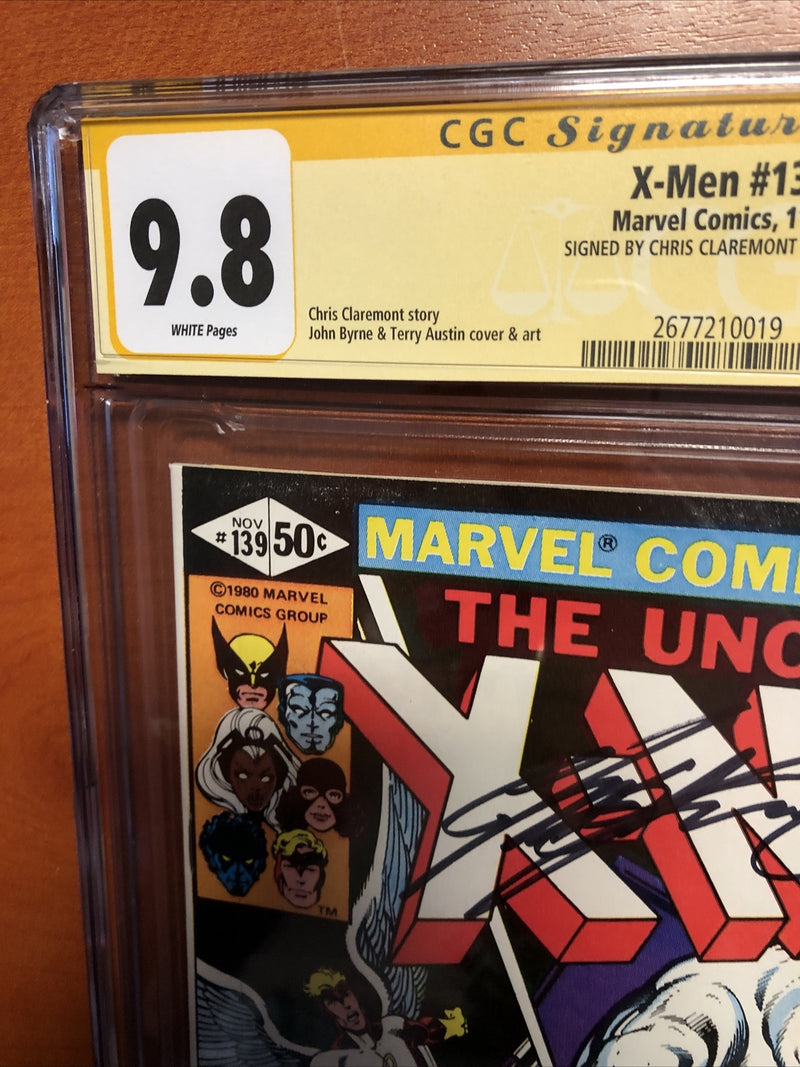 CGC Signatur
9.8
WHITE Pages
X-Men #13
Marvel Comics, 1
SIGNED BY CHRIS CLAREMONT
Chris Claremont story
John Byrne & Terry Austin cover & art
2677210019
NOV
#139 50¢
MARVEL® COMI
©1980 MARVEL
COMICS GROUP
THE UNC
X-M
TM